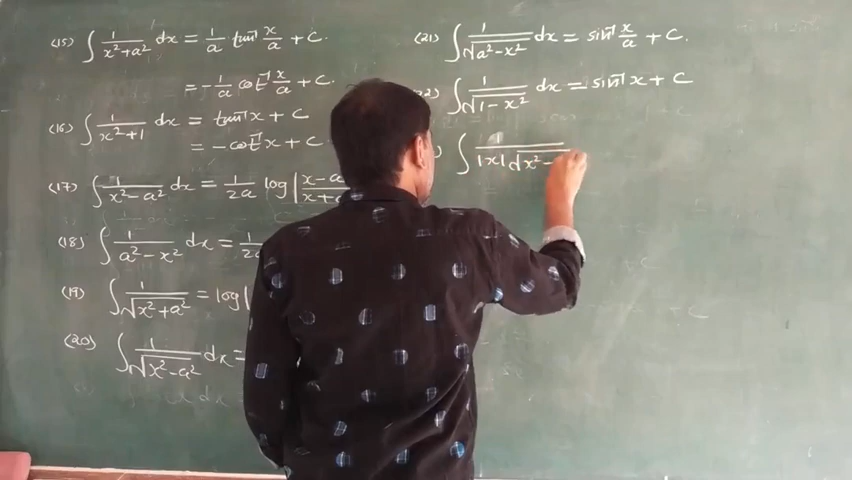 (15) ∫ 1/(x²+a²) dx = 1/a tan⁻¹ x/a + C.
= -1/a cot⁻¹ x/a + C.
(16) ∫ 1/(x²+1) dx = tan⁻¹x + C
= -cot⁻¹x + C
(17) ∫ 1/(x²-a²) dx = 1/2a log |(x-a)/(x+a
(18) ∫ 1/(a²-x²) dx = 1/2a
(19) ∫ 1/√(x²+a²) = log |
(20) ∫ 1/√(x²-a²) dx =
(21) ∫ 1/√(a²-x²) dx = sin⁻¹ x/a + C.
2) ∫ 1/√(1-x²) dx = sin⁻¹x + C
) ∫ 1/(|x|√(x²-